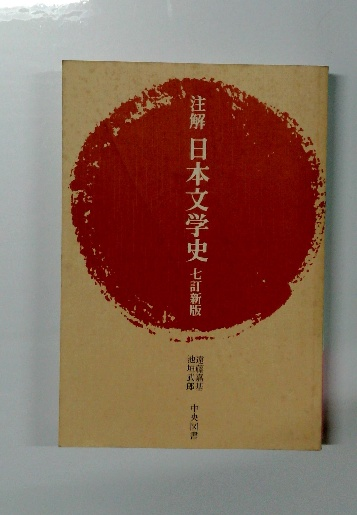 注解 日本文学史 七訂新版
遠藤嘉基
池垣武郎
中央図書